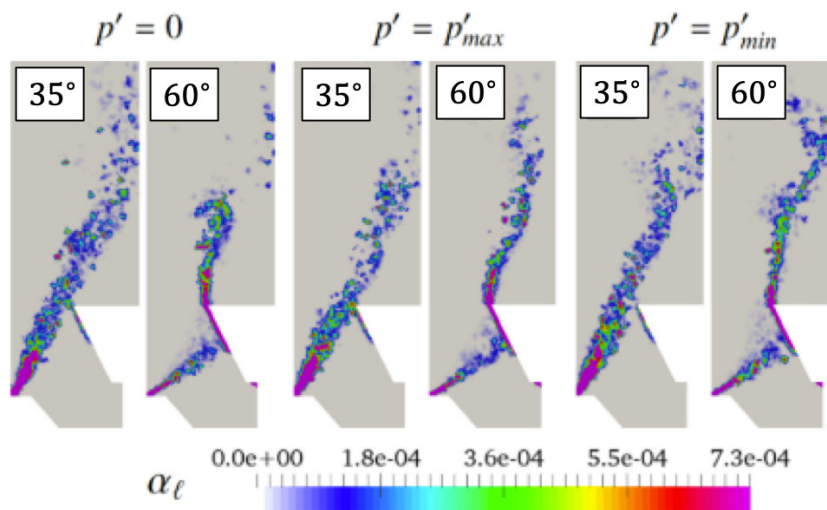 p′ = 0 p′ = p′max p′ = p′min
35° 60° 35° 60° 35° 60°
0.0e+00 1.8e-04 3.6e-04 5.5e-04 7.3e-04
αℓ